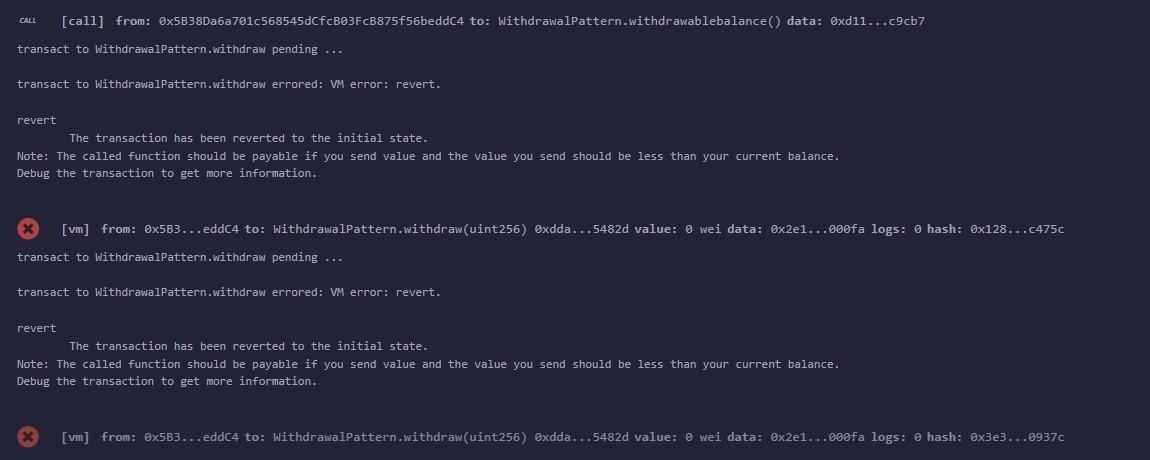 CALL [call] from: 0x5B38Da6a701c568545dCfcB03FcB875f56beddC4 to: WithdrawalPattern.withdrawablebalance() data: 0xd11...c9cb7
transact to WithdrawalPattern.withdraw pending ...
transact to WithdrawalPattern.withdraw errored: VM error: revert.
revert
The transaction has been reverted to the initial state.
Note: The called function should be payable if you send value and the value you send should be less than your current balance.
Debug the transaction to get more information.
[vm] from: 0x5B3...eddC4 to: WithdrawalPattern.withdraw(uint256) 0xdda...5482d value: 0 wei data: 0x2e1...000fa logs: 0 hash: 0x128...c475c
transact to WithdrawalPattern.withdraw pending ...
transact to WithdrawalPattern.withdraw errored: VM error: revert.
revert
The transaction has been reverted to the initial state.
Note: The called function should be payable if you send value and the value you send should be less than your current balance.
Debug the transaction to get more information.
[vm] from: 0x5B3...eddC4 to: WithdrawalPattern.withdraw(uint256) 0xdda...5482d value: 0 wei data: 0x2e1...000fa logs: 0 hash: 0x3e3...0937c